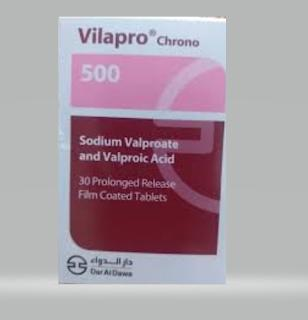 Vilapro® Chrono
500
Sodium Valproate
and Valproic Acid
30 Prolonged Release
Film Coated Tablets
دار الدواء
Dar Al Dawa